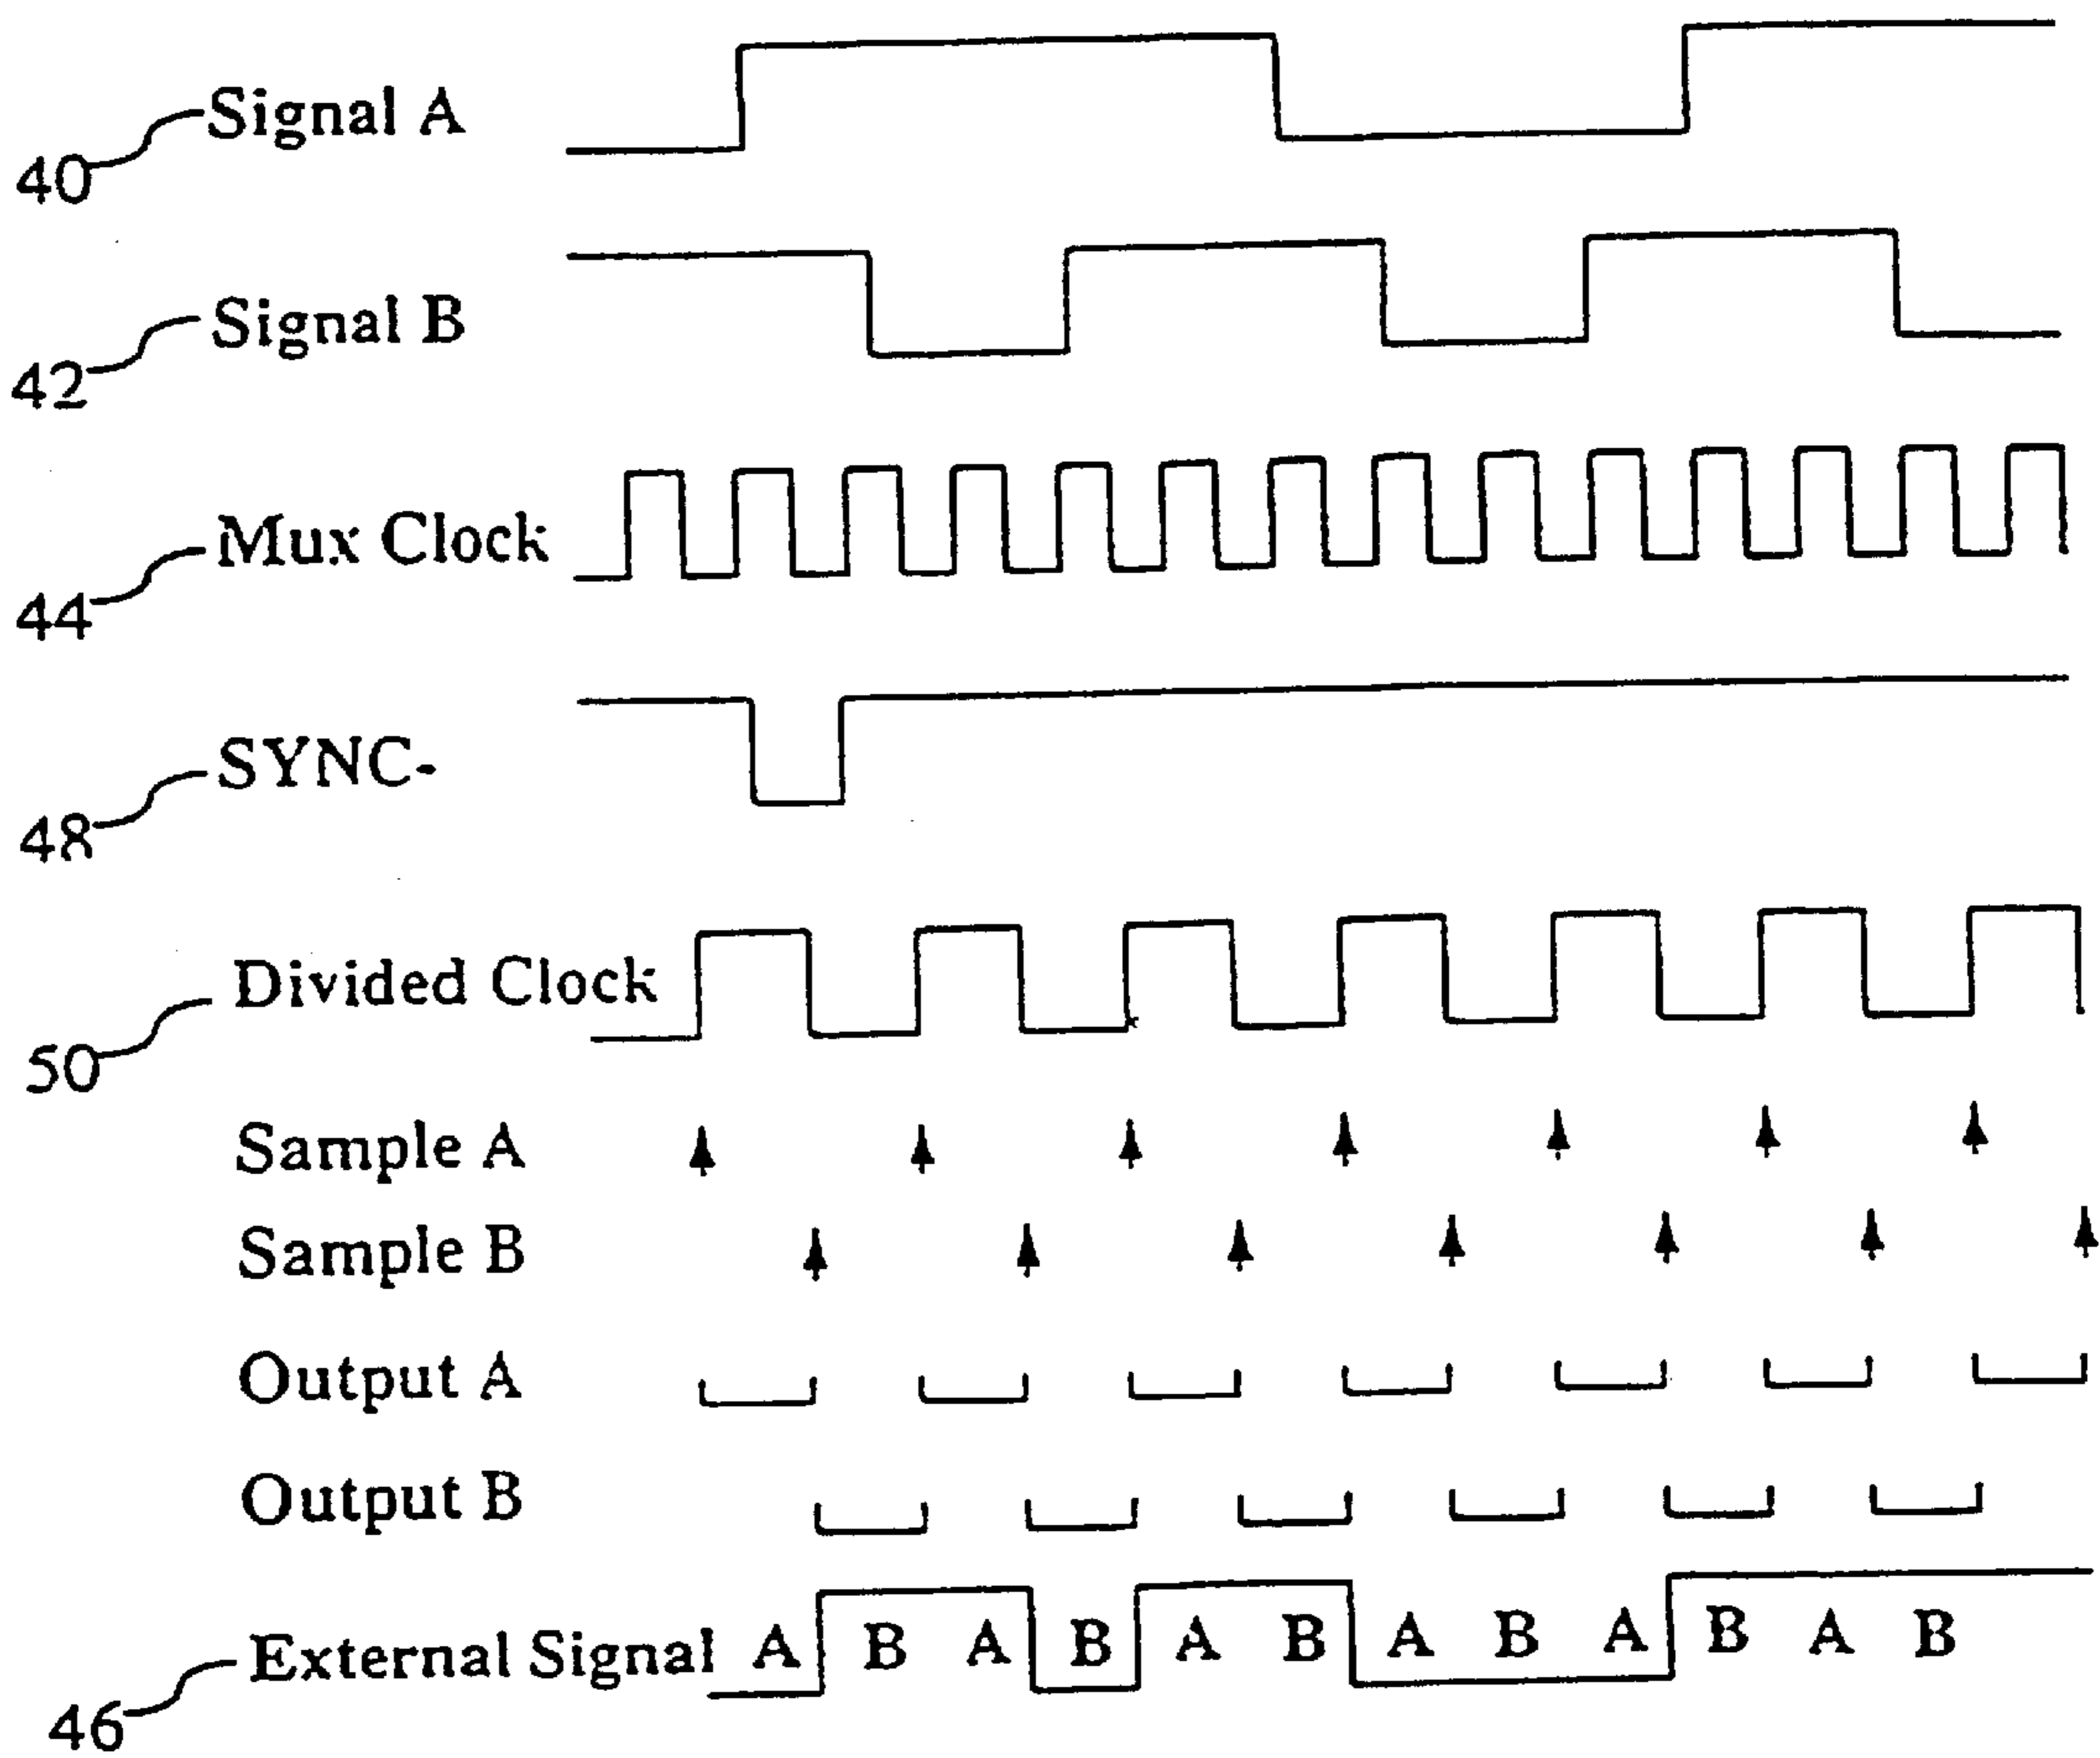 Signal A
40
Signal B
42
Mux Clock
44
SYNC-
48
Divided Clock
50
Sample A
Sample B
Output A
Output B
External Signal A B A B A B A B A B A B
46